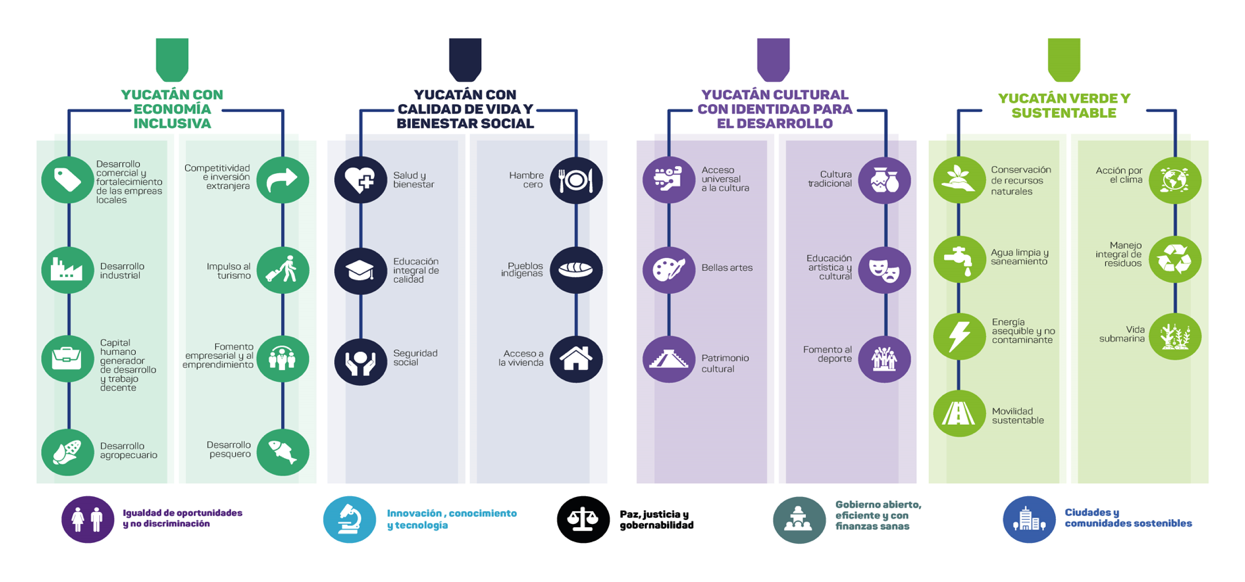 YUCATÁN CON
ECONOMÍA
INCLUSIVA
Desarrollo
comercial y
fortalecimiento
de las empreas
locales
Desarrollo
industrial
Capital
humano
generador
de desarrollo
y trabajo
decente
Desarrollo
agropecuario
Competitividad
e inversión
extranjera
Impulso al
turismo
Fomento
empresarial y al
emprendimiento
Desarrollo
pesquero
YUCATÁN CON
CALIDAD DE VIDA Y
BIENESTAR SOCIAL
Salud y
bienestar
Educación
integral de
calidad
Seguridad
social
Hambre
cero
Pueblos
indígenas
Acceso a
la vivienda
YUCATÁN CULTURAL
CON IDENTIDAD PARA
EL DESARROLLO
Acceso
universal
a la cultura
Bellas artes
Patrimonio
cultural
Cultura
tradicional
Educación
artística y
cultural
Fomento al
deporte
YUCATÁN VERDE Y
SUSTENTABLE
Conservación
de recursos
naturales
Agua limpia y
saneamiento
Energía
asequible y no
contaminante
Movilidad
sustentable
Acción por
el clima
Manejo
integral de
residuos
Vida
submarina
Igualdad de oportunidades
y no discriminación
Innovación , conocimiento
y tecnología
Paz, justicia y
gobernabilidad
Gobierno abierto,
eficiente y con
finanzas sanas
Ciudades y
comunidades sostenibles